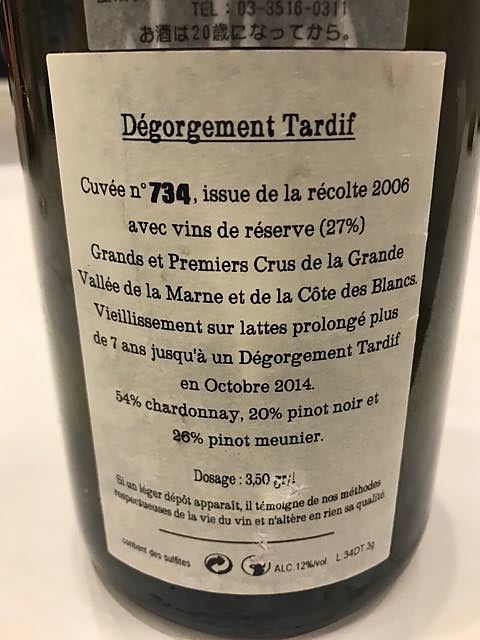 TEL : 03-3516-0311
お酒は20歳になってから。
Dégorgement Tardif
Cuvée n°734, issue de la récolte 2006
avec vins de réserve (27%)
Grands et Premiers Crus de la Grande
Vallée de la Marne et de la Côte des Blancs.
Vieillissement sur lattes prolongé plus
de 7 ans jusqu'à un Dégorgement Tardif
en Octobre 2014.
54% chardonnay, 20% pinot noir et
26% pinot meunier.
Dosage : 3,50 gr/l
Si un léger dépôt apparaît, il témoigne de nos méthodes
respectueuses de la vie du vin et n'altère en rien sa qualité.
contient des sulfites ALC.12%vol. L.34DT.3g